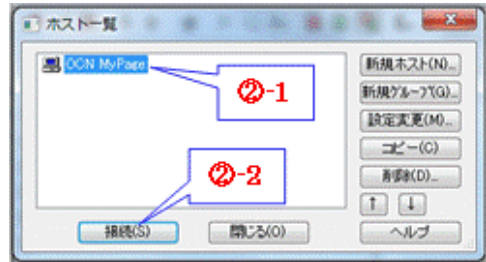 ホスト一覧
OCN MyPage
②-1
②-2
新規ホスト(N)...
新規グループ(G)...
設定変更(M)...
コピー(C)
削除(D)...
↑ ↓
接続(S) 閉じる(O) ヘルプ